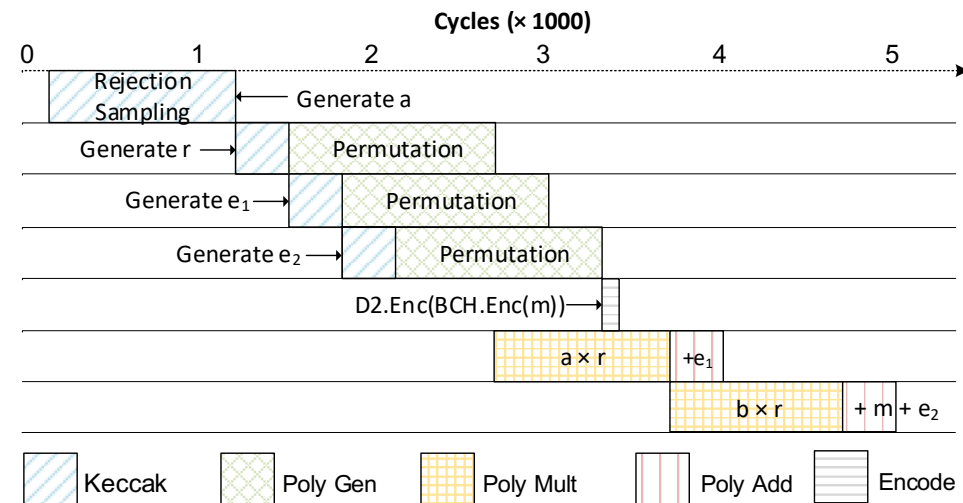 Cycles (× 1000)
0 1 2 3 4 5
Rejection
Sampling
Generate a
Generate r
Permutation
Generate e₁
Permutation
Generate e₂
Permutation
D2.Enc(BCH.Enc(m))
a × r
+e₁
b × r
+ m + e₂
Keccak
Poly Gen
Poly Mult
Poly Add
Encode